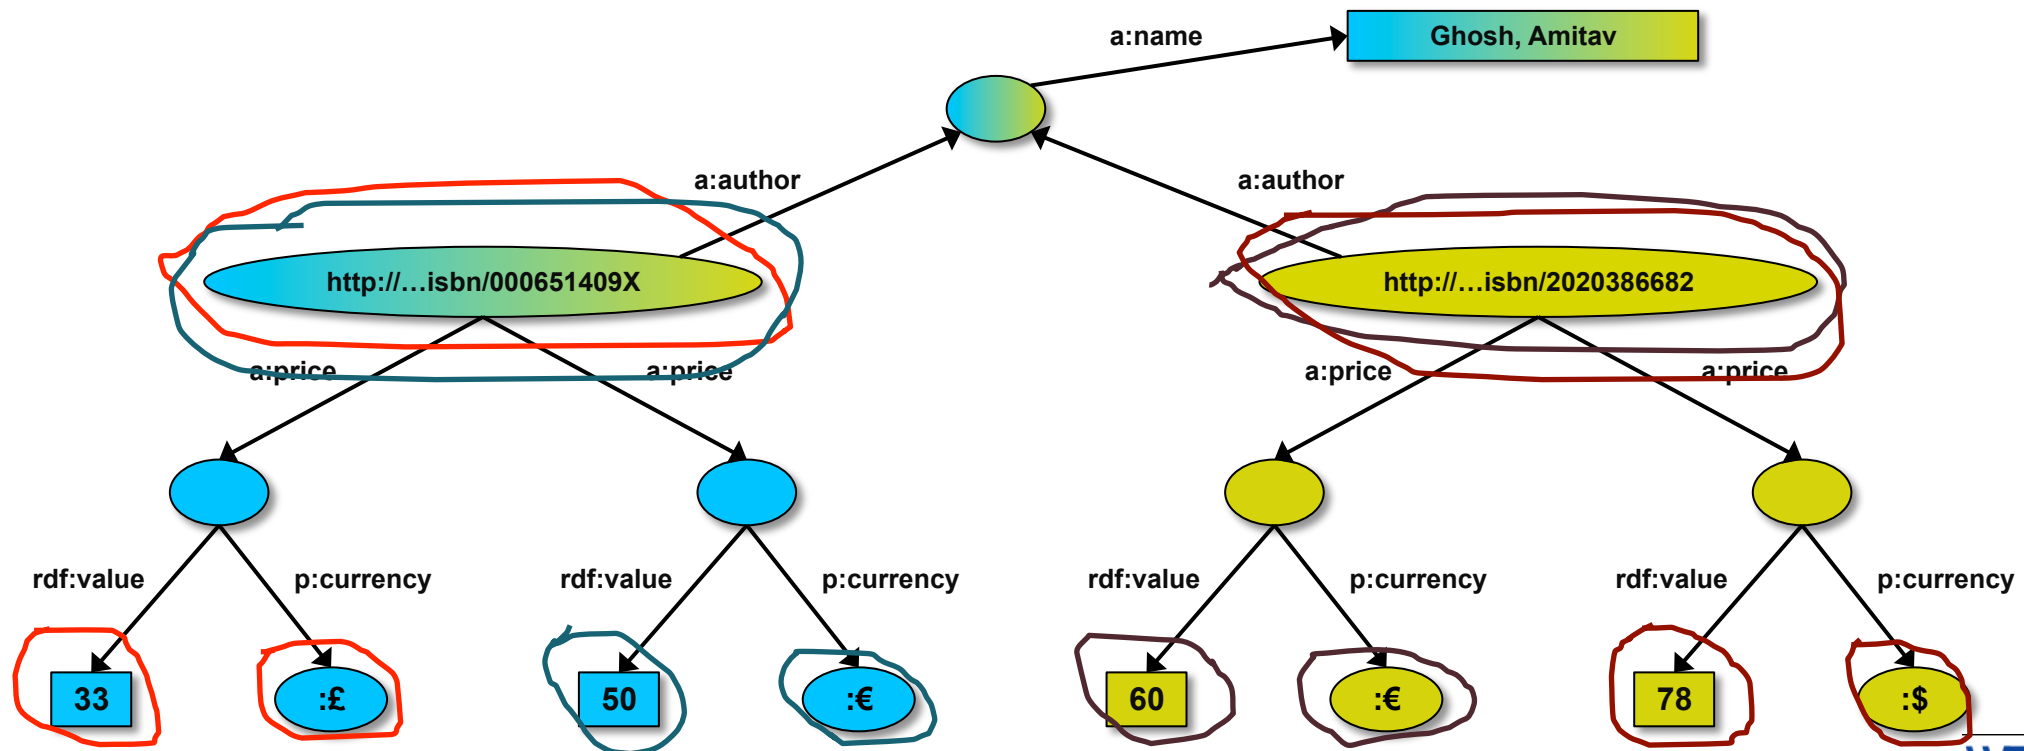 a:name
Ghosh, Amitav
a:author
a:author
http://…isbn/000651409X
http://…isbn/2020386682
a:price
a:price
a:price
a:price
rdf:value
p:currency
rdf:value
p:currency
rdf:value
p:currency
rdf:value
p:currency
33
:£
50
:€
60
:€
78
:$